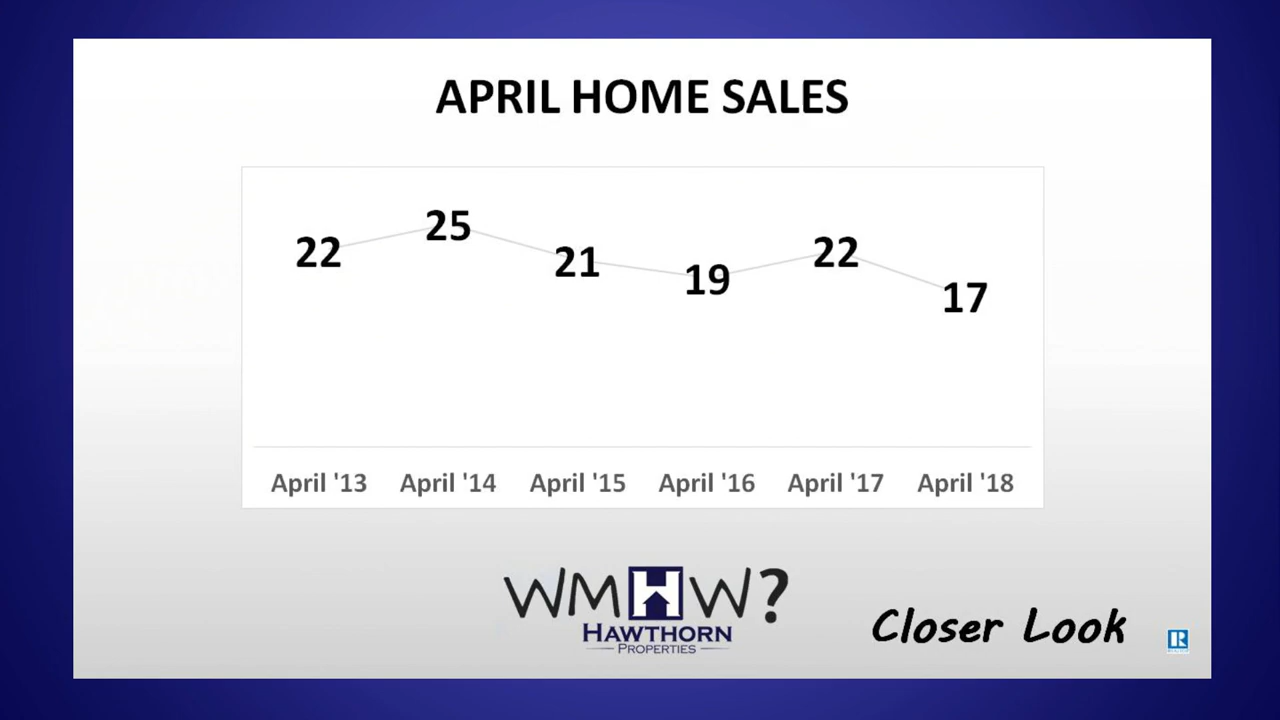 APRIL HOME SALES
22
25
21
19
22
17
April '13 April '14 April '15 April '16 April '17 April '18
WMHW?
HAWTHORN
PROPERTIES
Closer Look
R